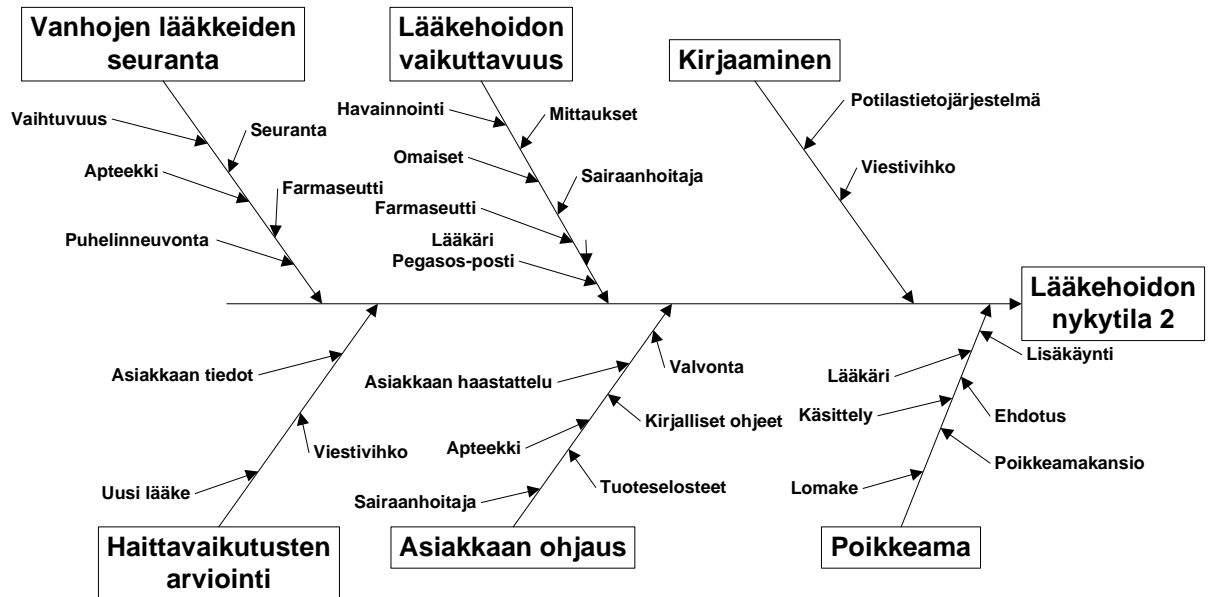 Vanhojen lääkkeiden
seuranta
Vaihtuvuus
Seuranta
Apteekki
Farmaseutti
Puhelinneuvonta
Lääkehoidon
vaikuttavuus
Havainnointi
Mittaukset
Omaiset
Sairaanhoitaja
Farmaseutti
Lääkäri
Pegasos-posti
Kirjaaminen
Potilastietojärjestelmä
Viestivihko
Lääkehoidon
nykytila 2
Asiakkaan tiedot
Viestivihko
Uusi lääke
Haittavaikutusten
arviointi
Valvonta
Asiakkaan haastattelu
Kirjalliset ohjeet
Apteekki
Tuoteselosteet
Sairaanhoitaja
Asiakkaan ohjaus
Lisäkäynti
Lääkäri
Ehdotus
Käsittely
Poikkeamakansio
Lomake
Poikkeama